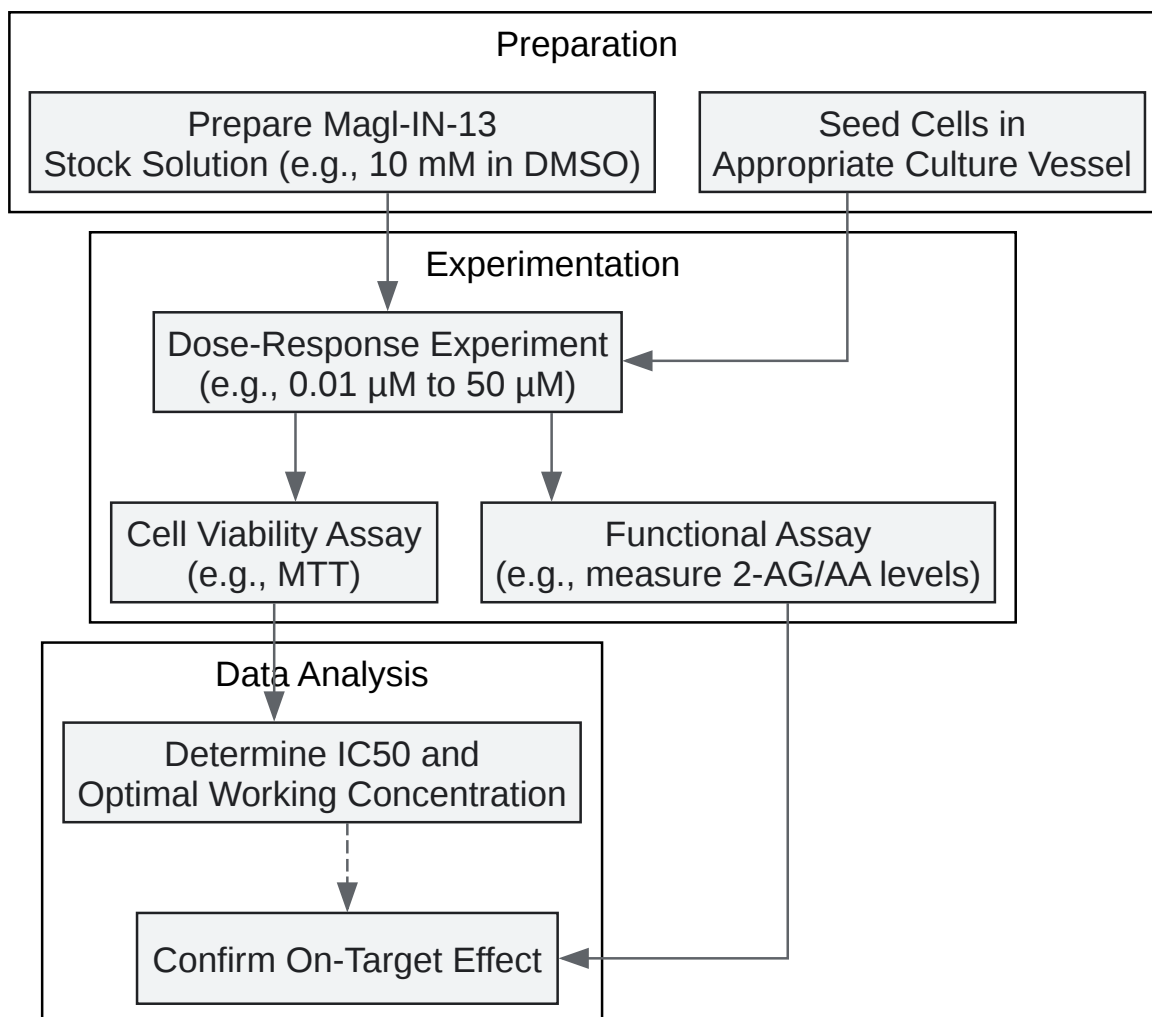 Preparation
Prepare Magl-IN-13
Stock Solution (e.g., 10 mM in DMSO)
Seed Cells in
Appropriate Culture Vessel
Experimentation
Dose-Response Experiment
(e.g., 0.01 µM to 50 µM)
Cell Viability Assay
(e.g., MTT)
Functional Assay
(e.g., measure 2-AG/AA levels)
Data Analysis
Determine IC50 and
Optimal Working Concentration
Confirm On-Target Effect